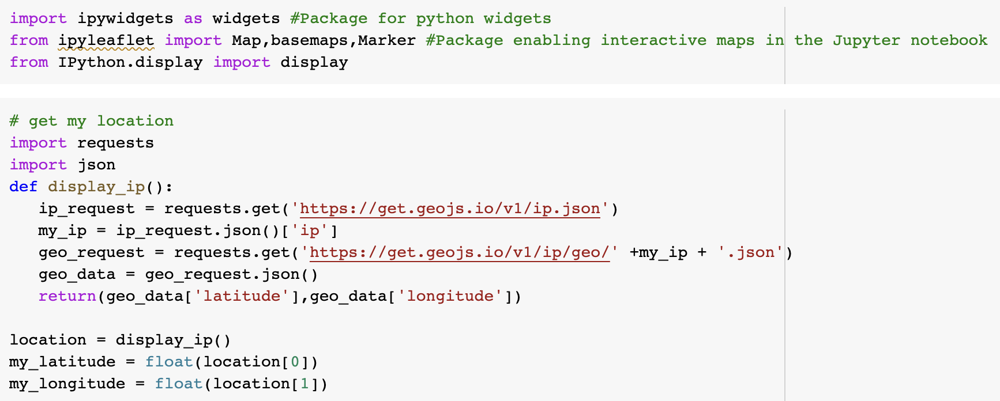 import ipywidgets as widgets #Package for python widgets
from ipyleaflet import Map,basemaps,Marker #Package enabling interactive maps in the Jupyter notebook
from IPython.display import display
# get my location
import requests
import json
def display_ip():
   ip_request = requests.get('https://get.geojs.io/v1/ip.json')
   my_ip = ip_request.json()['ip']
   geo_request = requests.get('https://get.geojs.io/v1/ip/geo/' +my_ip + '.json')
   geo_data = geo_request.json()
   return(geo_data['latitude'],geo_data['longitude'])
location = display_ip()
my_latitude = float(location[0])
my_longitude = float(location[1])